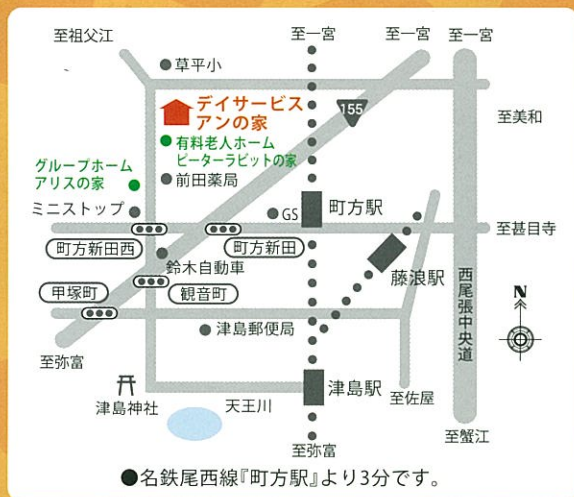 至祖父江
至一宮
至一宮
至一宮
草平小
155
デイサービス
アンの家
至美和
有料老人ホーム
ピーターラビットの家
グループホーム
アリスの家
前田薬局
ミニストップ
GS
町方駅
至甚目寺
町方新田西
町方新田
鈴木自動車
藤浪駅
西尾張中央道
甲塚町
観音町
N
津島郵便局
至弥富
津島神社
天王川
津島駅
至佐屋
至弥富
至蟹江
●名鉄尾西線『町方駅』より3分です。